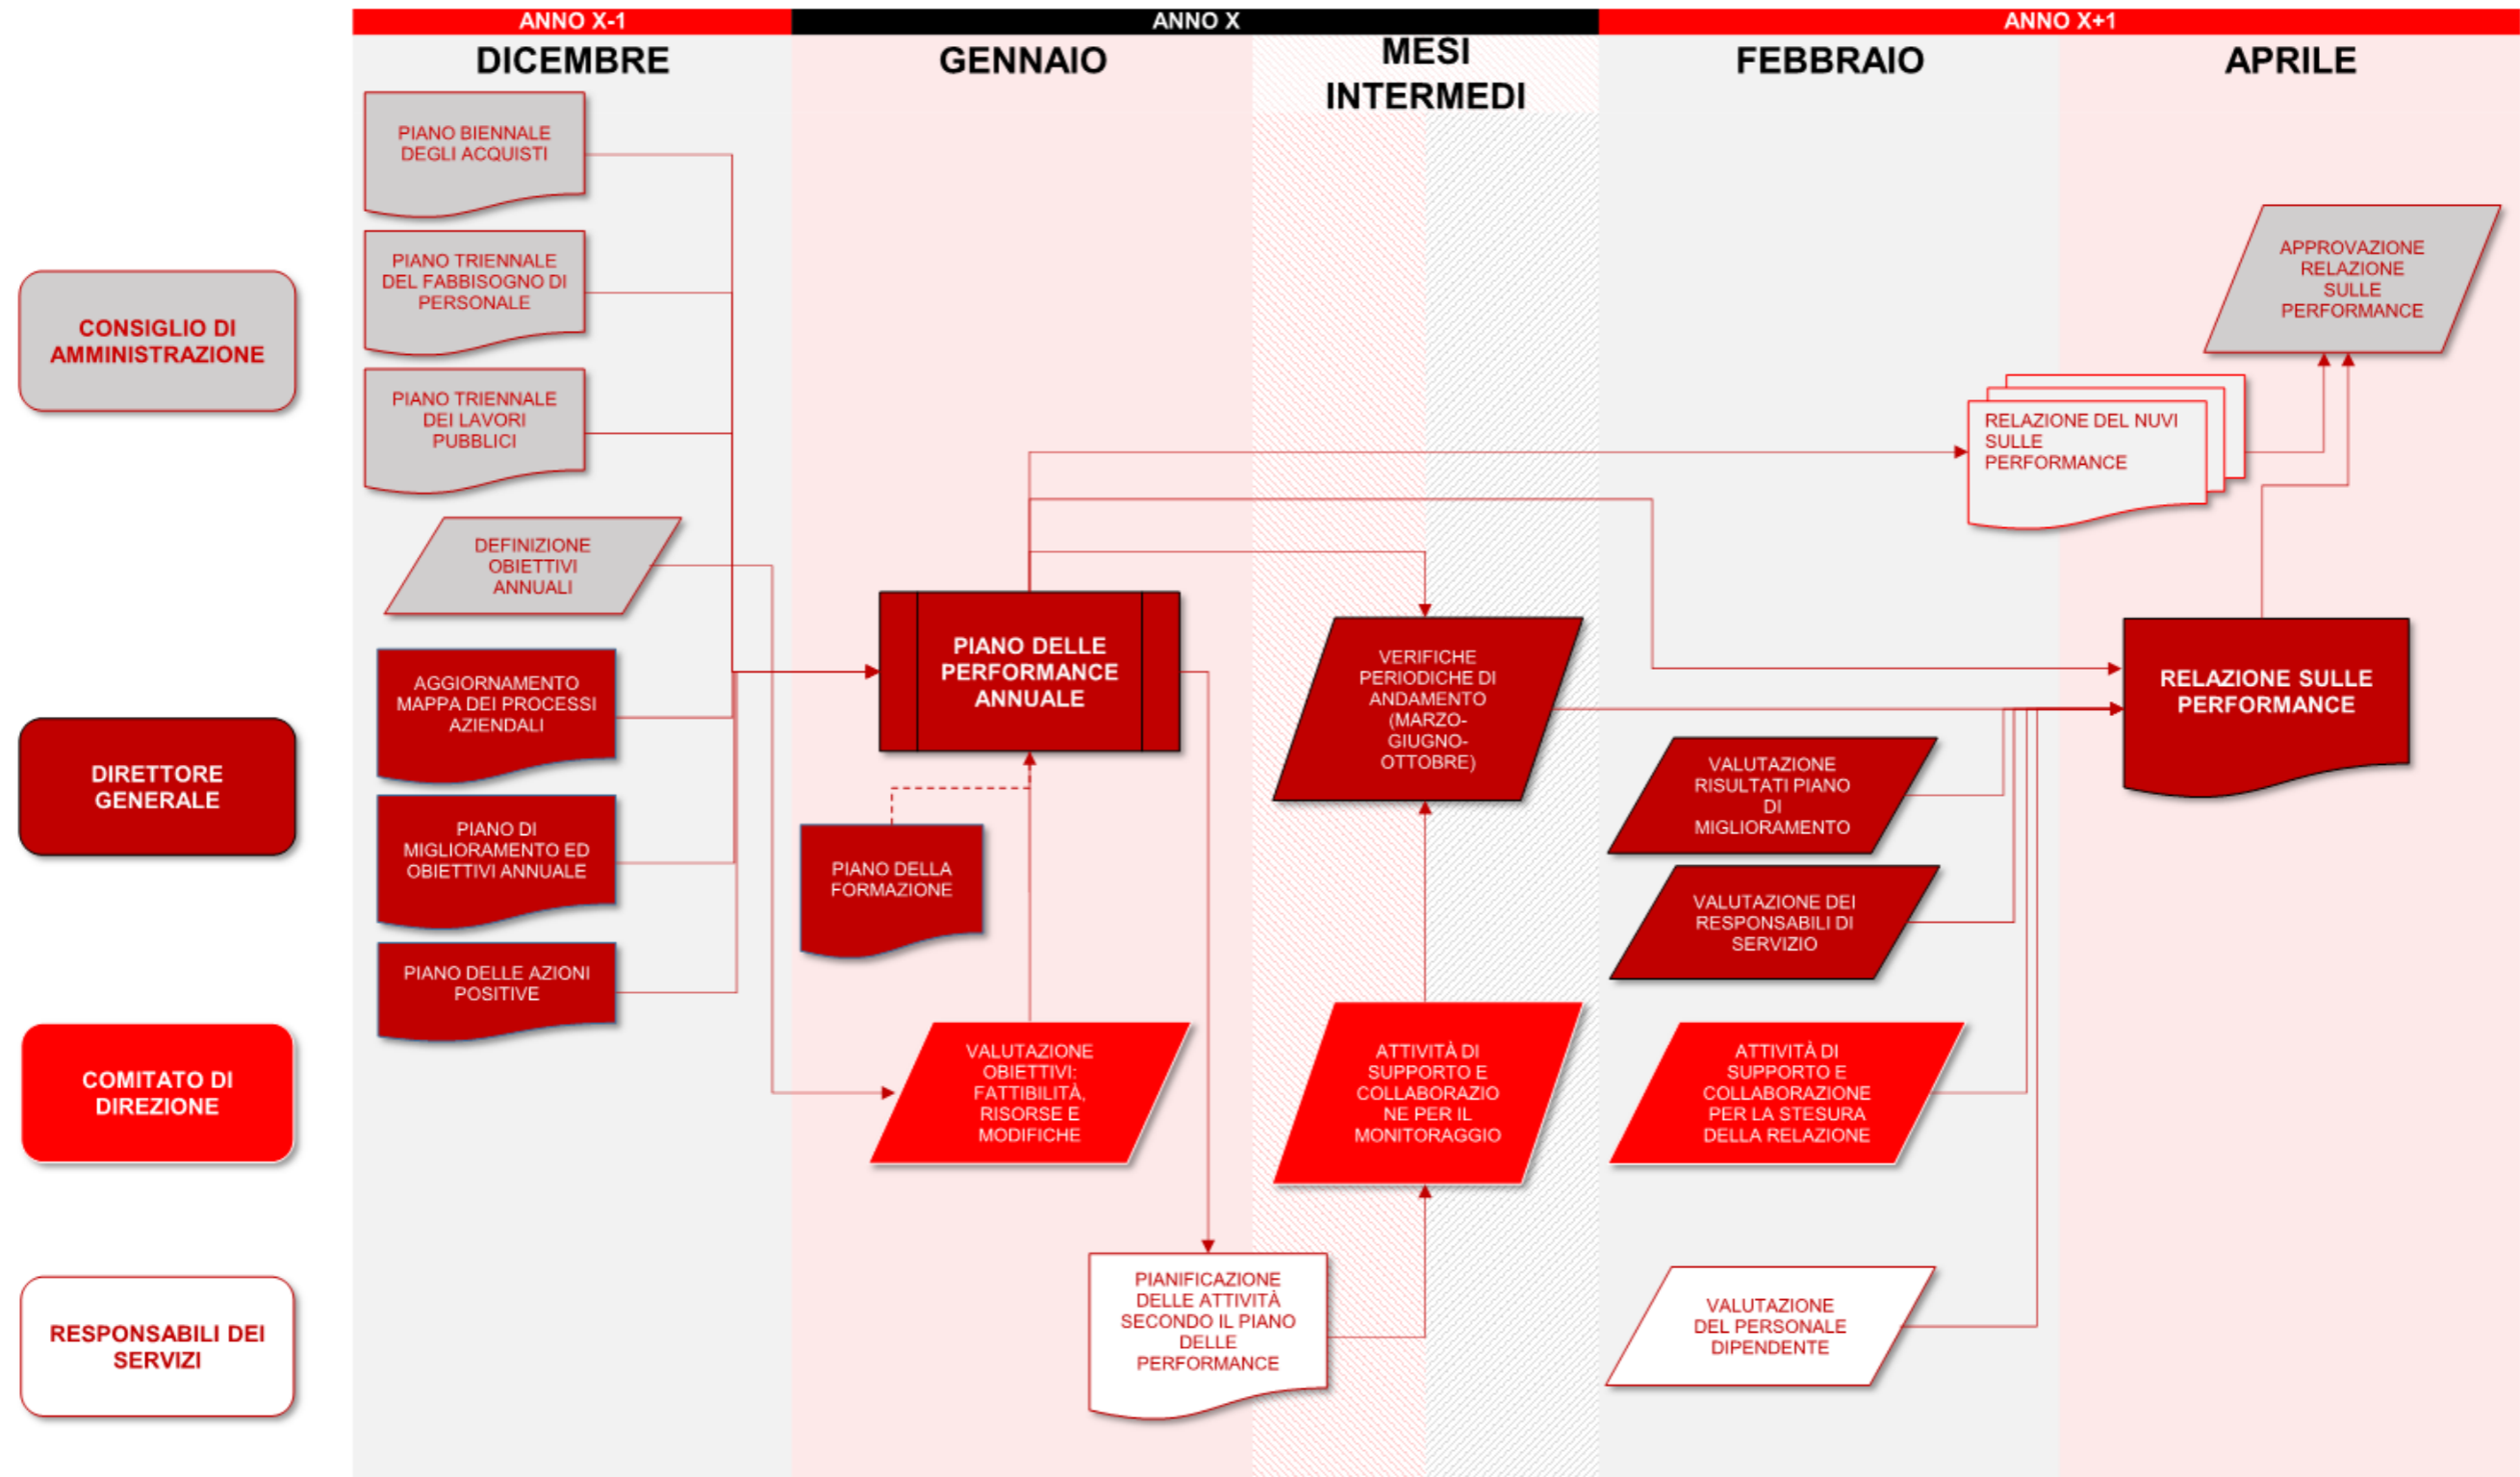 ANNO X-1
ANNO X
ANNO X+1
DICEMBRE
GENNAIO
MESI
INTERMEDI
FEBBRAIO
APRILE
CONSIGLIO DI
AMMINISTRAZIONE
DIRETTORE
GENERALE
COMITATO DI
DIREZIONE
RESPONSABILI DEI
SERVIZI
PIANO BIENNALE
DEGLI ACQUISTI
PIANO TRIENNALE
DEL FABBISOGNO DI
PERSONALE
PIANO TRIENNALE
DEI LAVORI
PUBBLICI
DEFINIZIONE
OBIETTIVI
ANNUALI
AGGIORNAMENTO
MAPPA DEI PROCESSI
AZIENDALI
PIANO DI
MIGLIORAMENTO ED
OBIETTIVI ANNUALE
PIANO DELLE AZIONI
POSITIVE
PIANO DELLE
PERFORMANCE
ANNUALE
PIANO DELLA
FORMAZIONE
VALUTAZIONE
OBIETTIVI:
FATTIBILITÀ,
RISORSE E
MODIFICHE
PIANIFICAZIONE
DELLE ATTIVITÀ
SECONDO IL PIANO
DELLE
PERFORMANCE
VERIFICHE
PERIODICHE DI
ANDAMENTO
(MARZO-
GIUGNO-
OTTOBRE)
ATTIVITÀ DI
SUPPORTO E
COLLABORAZIO
NE PER IL
MONITORAGGIO
VALUTAZIONE
RISULTATI PIANO
DI
MIGLIORAMENTO
VALUTAZIONE DEI
RESPONSABILI DI
SERVIZIO
ATTIVITÀ DI
SUPPORTO E
COLLABORAZIONE
PER LA STESURA
DELLA RELAZIONE
VALUTAZIONE
DEL PERSONALE
DIPENDENTE
APPROVAZIONE
RELAZIONE
SULLE
PERFORMANCE
RELAZIONE DEL NUVI
SULLE
PERFORMANCE
RELAZIONE SULLE
PERFORMANCE